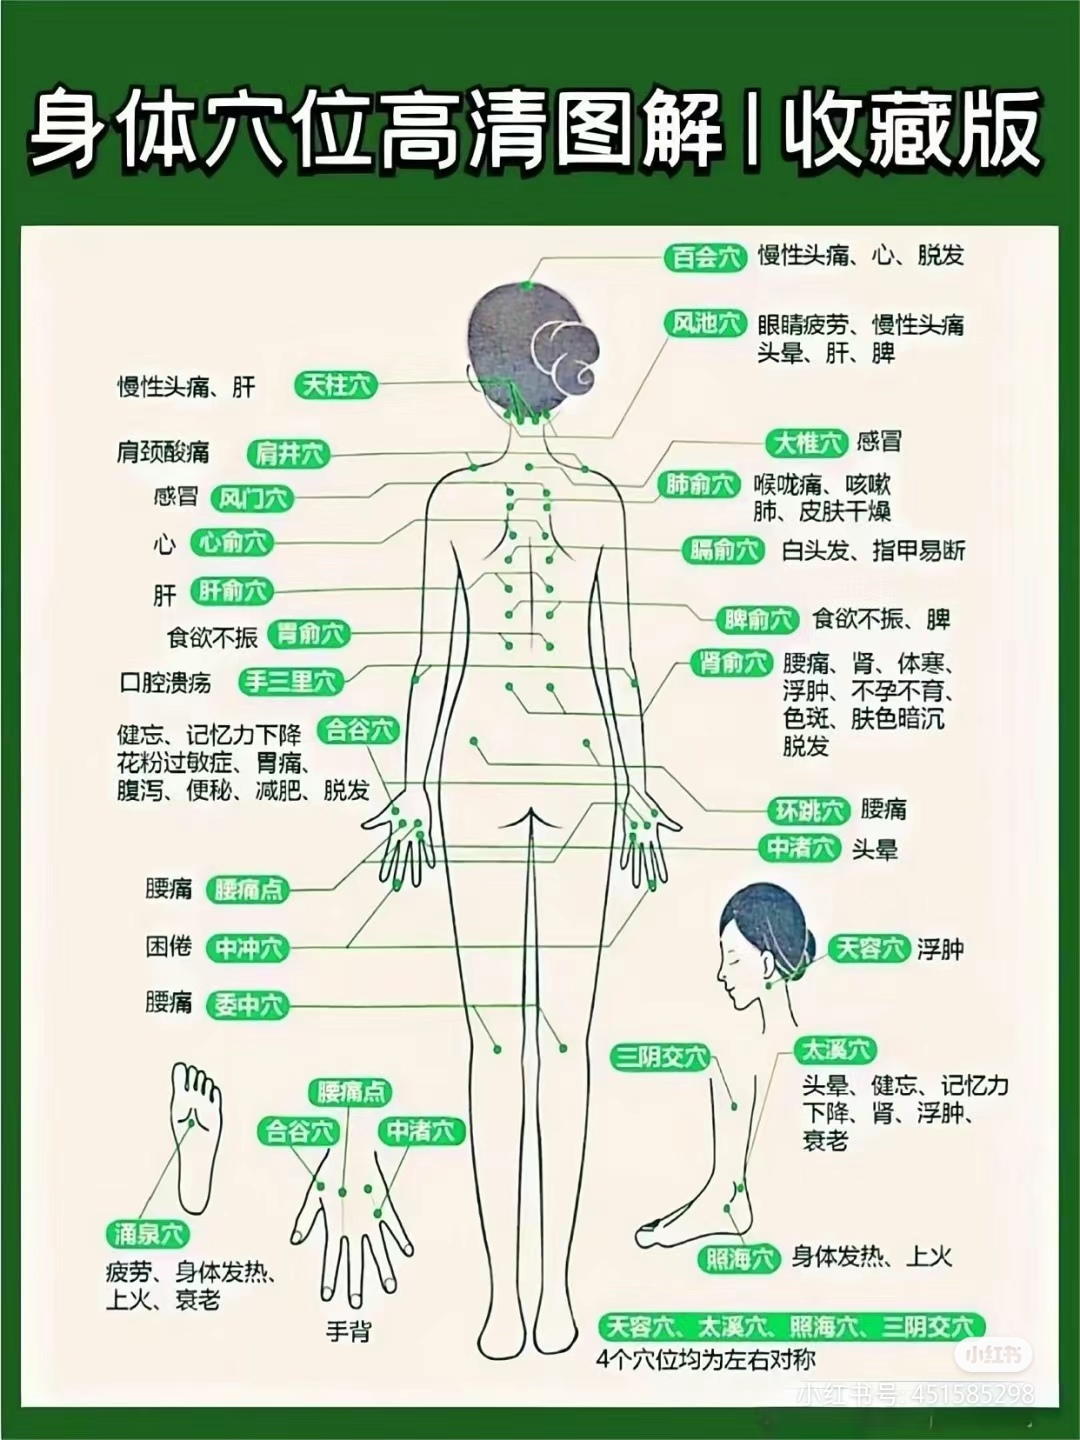 身体穴位高清图解|收藏版
百会穴 慢性头痛、心、脱发
风池穴 眼睛疲劳、慢性头痛
头晕、肝、脾
慢性头痛、肝 天柱穴
肩颈酸痛 肩井穴
大椎穴 感冒
感冒 风门穴
肺俞穴 喉咙痛、咳嗽
肺、皮肤干燥
心 心俞穴
膈俞穴 白头发、指甲易断
肝 肝俞穴
脾俞穴 食欲不振、脾
食欲不振 胃俞穴
肾俞穴 腰痛、肾、体寒、
浮肿、不孕不育、
色斑、肤色暗沉
脱发
口腔溃疡 手三里穴
合谷穴
健忘、记忆力下降
花粉过敏症、胃痛、
腹泻、便秘、减肥、脱发
环跳穴 腰痛
中渚穴 头晕
腰痛 腰痛点
困倦 中冲穴
天容穴 浮肿
腰痛 委中穴
三阴交穴
太溪穴
头晕、健忘、记忆力
下降、肾、浮肿、
衰老
腰痛点
合谷穴
中渚穴
涌泉穴
疲劳、身体发热、
上火、衰老
手背
照海穴 身体发热、上火
天容穴、太溪穴、照海穴、三阴交穴
4个穴位均为左右对称
小红书
小红书号: 451585298